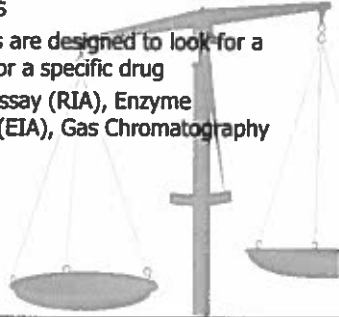 s are designed to look for a
or a specific drug
ssay (RIA), Enzyme
(EIA), Gas Chromatography